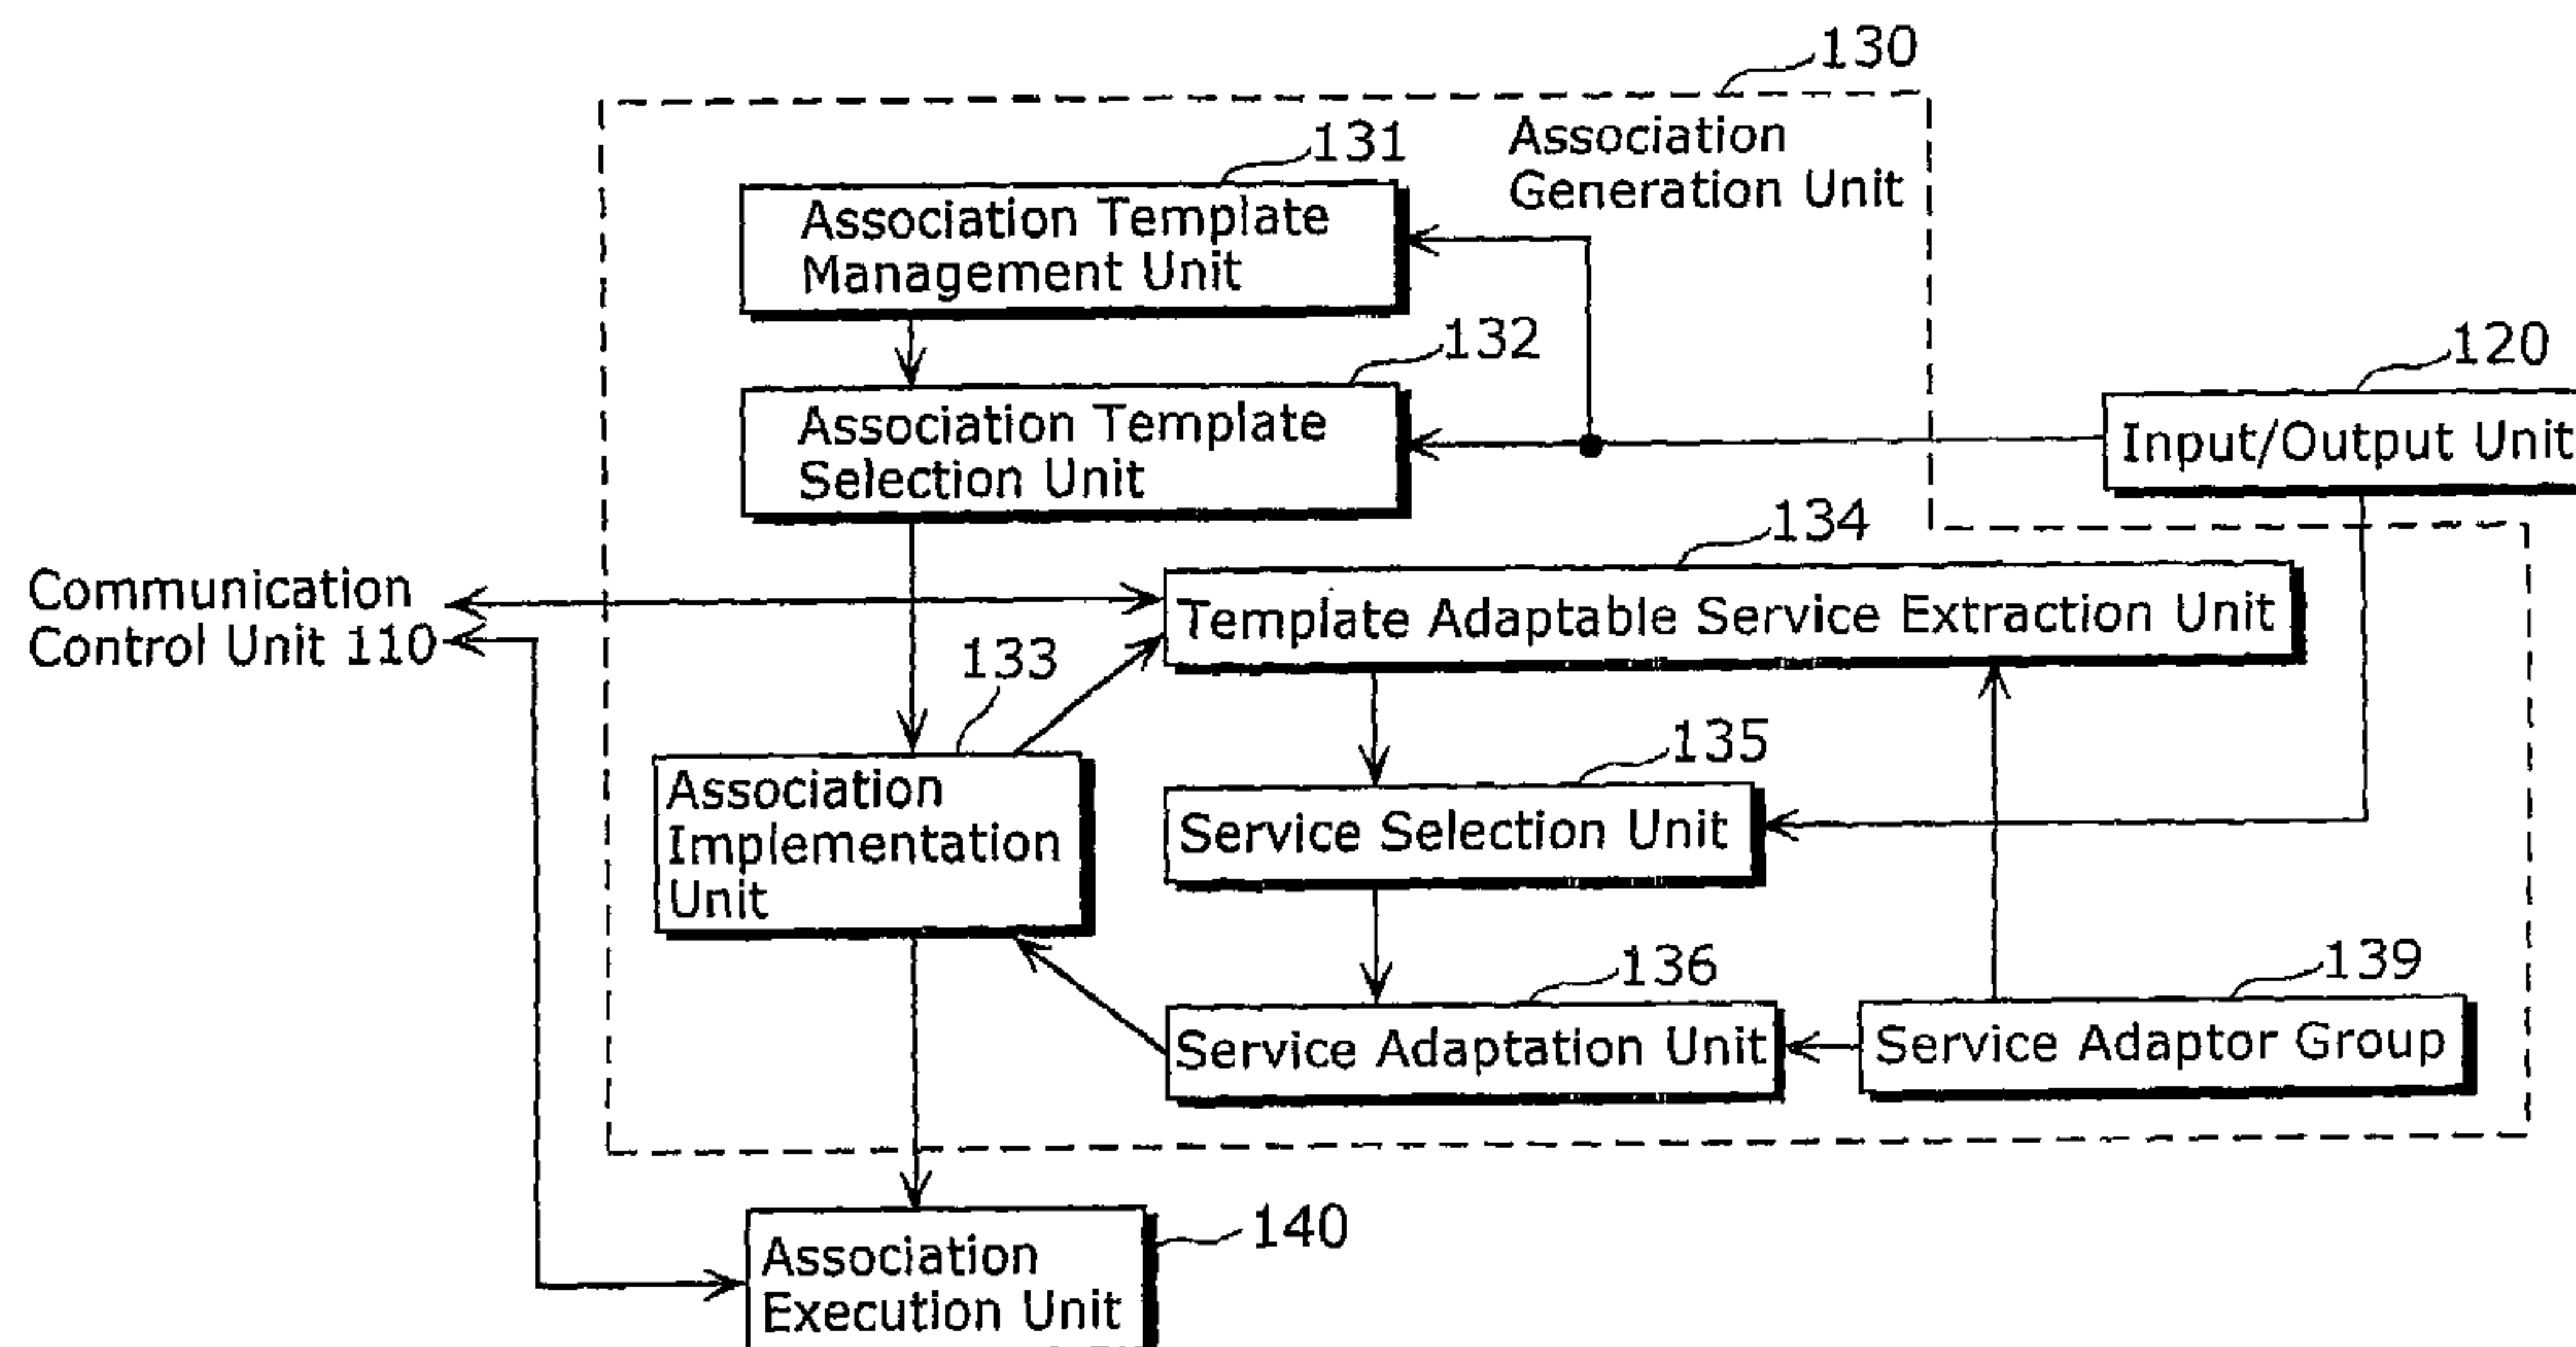 130
Association
Generation Unit
131
Association Template
Management Unit
132
Association Template
Selection Unit
120
Input/Output Unit
134
Template Adaptable Service Extraction Unit
Communication
Control Unit 110
133
Association
Implementation
Unit
135
Service Selection Unit
136
Service Adaptation Unit
139
Service Adaptor Group
140
Association
Execution Unit